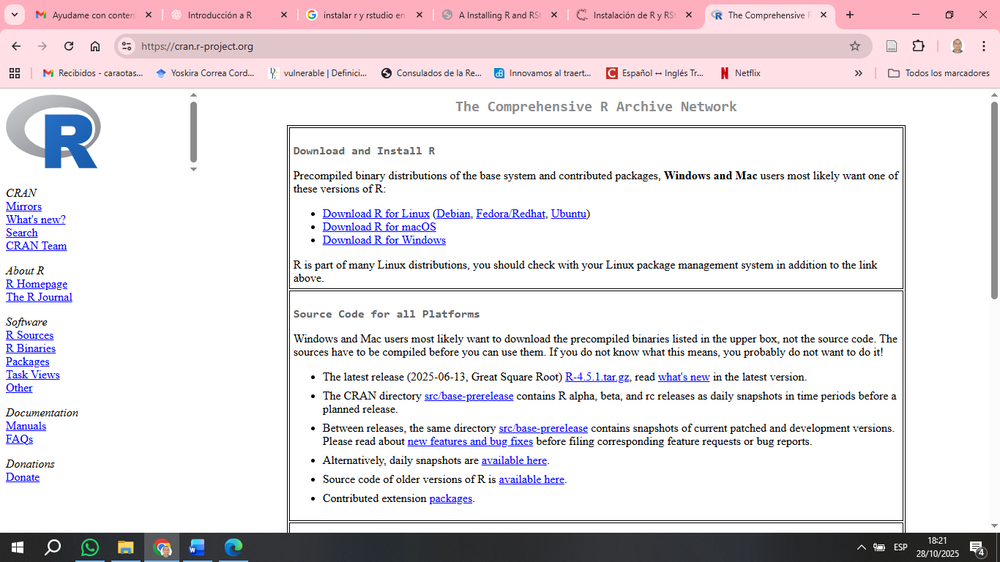 Ayudame con conten
Introducción a R
instalar r y rstudio en
A Installing R and RSt
Instalación de R y RSt
The Comprehensive R
https://cran.r-project.org
Recibidos - caraotas...
Yoskira Correa Cord...
vulnerable | Definici...
Consulados de la Re...
Innovamos al traert...
Español ↔ Inglés Tr...
Netflix
Todos los marcadores
R
CRAN
Mirrors
What's new?
Search
CRAN Team
About R
R Homepage
The R Journal
Software
R Sources
R Binaries
Packages
Task Views
Other
Documentation
Manuals
FAQs
Donations
Donate
The Comprehensive R Archive Network
Download and Install R
Precompiled binary distributions of the base system and contributed packages, Windows and Mac users most likely want one of
these versions of R:
• Download R for Linux (Debian, Fedora/Redhat, Ubuntu)
• Download R for macOS
• Download R for Windows
R is part of many Linux distributions, you should check with your Linux package management system in addition to the link
above.
Source Code for all Platforms
Windows and Mac users most likely want to download the precompiled binaries listed in the upper box, not the source code. The
sources have to be compiled before you can use them. If you do not know what this means, you probably do not want to do it!
• The latest release (2025-06-13, Great Square Root) R-4.5.1.tar.gz, read what's new in the latest version.
• The CRAN directory src/base-prerelease contains R alpha, beta, and rc releases as daily snapshots in time periods before a
planned release.
• Between releases, the same directory src/base-prerelease contains snapshots of current patched and development versions.
Please read about new features and bug fixes before filing corresponding feature requests or bug reports.
• Alternatively, daily snapshots are available here.
• Source code of older versions of R is available here.
• Contributed extension packages.
ESP
18:21
28/10/2025
4